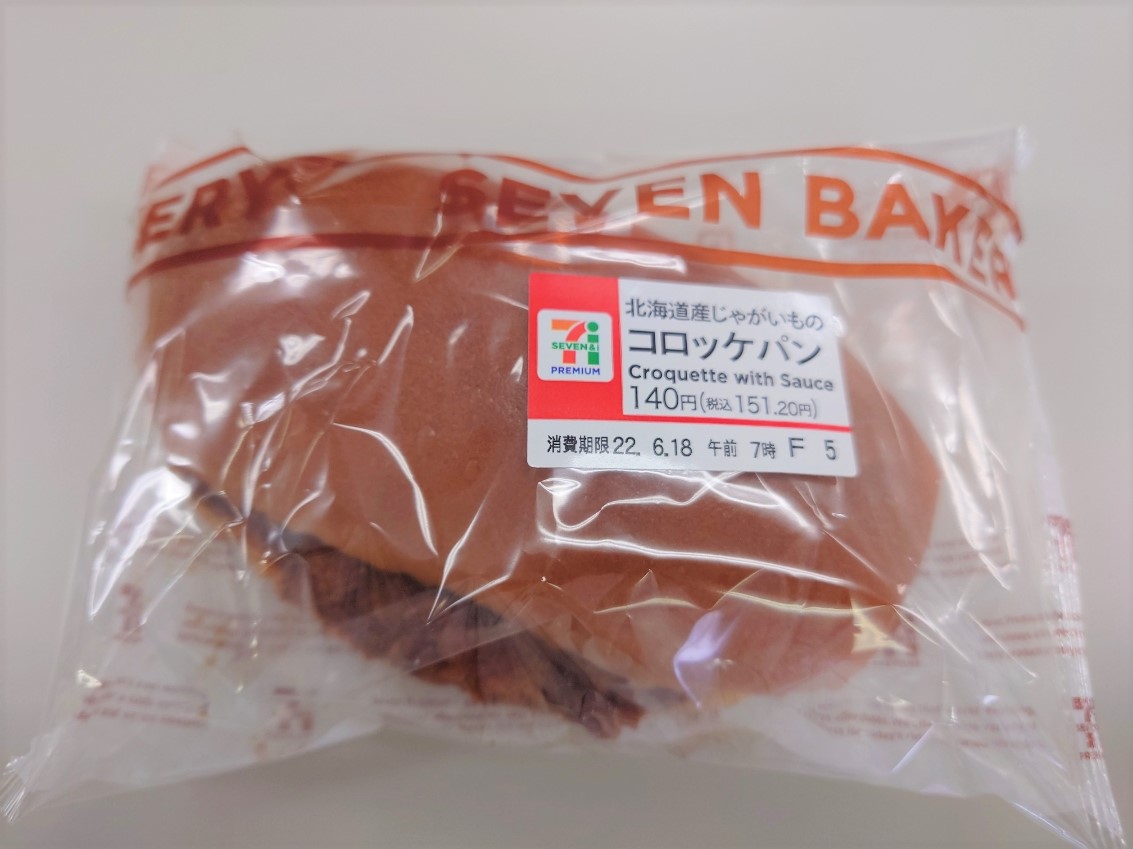 ERY
SEVEN BAKER
北海道産じゃがいもの
コロッケパン
Croquette with Sauce
140円(税込151.20円)
SEVEN&i
PREMIUM
消費期限22. 6.18 午前 7時 F 5